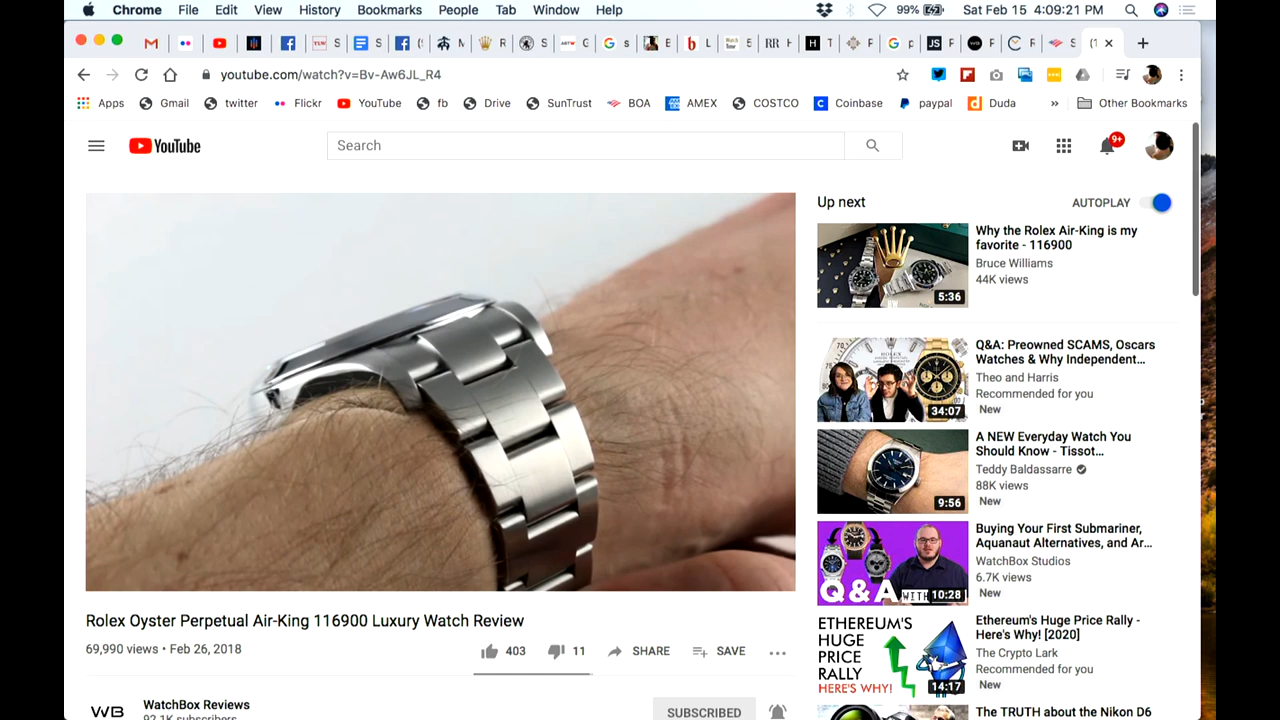 Chrome File Edit View History Bookmarks People Tab Window Help 99% Sat Feb 15 4:09:21 PM
youtube.com/watch?v=Bv-Aw6JL_R4
Apps Gmail twitter Flickr YouTube fb Drive SunTrust BOA AMEX COSTCO Coinbase paypal Duda » Other Bookmarks
YouTube Search 9+
Up next AUTOPLAY
Why the Rolex Air-King is my
favorite - 116900
Bruce Williams
44K views
5:36
Q&A: Preowned SCAMS, Oscars
Watches & Why Independent...
Theo and Harris
Recommended for you
New
34:07
A NEW Everyday Watch You
Should Know - Tissot...
Teddy Baldassarre
88K views
New
9:56
Buying Your First Submariner,
Aquanaut Alternatives, and Ar...
WatchBox Studios
6.7K views
New
Q&A WITH 10:28
ETHEREUM'S
HUGE
PRICE
RALLY
HERE'S WHY!
14:17
Ethereum's Huge Price Rally -
Here's Why! [2020]
The Crypto Lark
Recommended for you
New
The TRUTH about the Nikon D6
Rolex Oyster Perpetual Air-King 116900 Luxury Watch Review
69,990 views • Feb 26, 2018
403 11 SHARE SAVE
WB WatchBox Reviews
92.1K subscribers
SUBSCRIBED